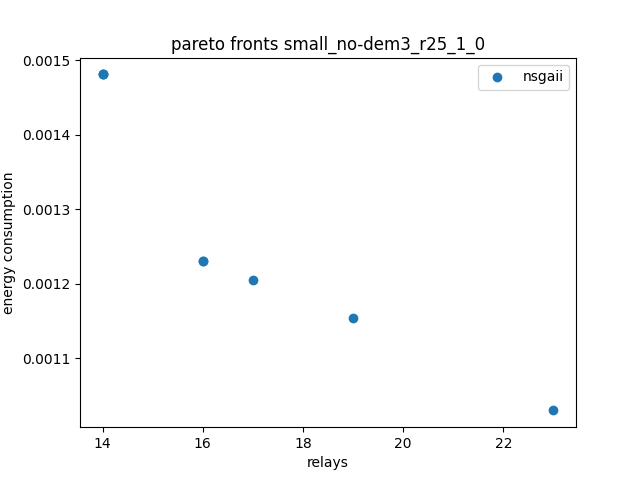 pareto fronts small_no-dem3_r25_1_0
nsgaii
0.0015
0.0014
0.0013
0.0012
0.0011
energy consumption
14 16 18 20 22
relays